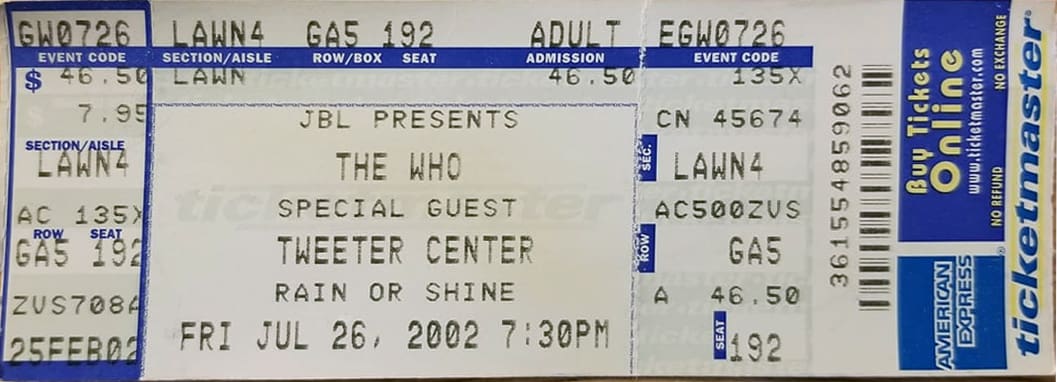 GW0726 LAWN4 GA5 192 ADULT EGW0726
EVENT CODE SECTION/AISLE ROW/BOX SEAT ADMISSION EVENT CODE
$ 46.50 LAWN 46.50 135X
$ 7.95
SECTION/AISLE
LAWN4
AC 135X
ROW SEAT
GA5 192
ZVS708A
25FEB02
JBL PRESENTS
THE WHO
SPECIAL GUEST
TWEETER CENTER
RAIN OR SHINE
FRI JUL 26, 2002 7:30PM
ticketmaster
CN 45674
SEC. LAWN4
AC500ZVS
ROW GA5
A 46.50
SEAT 192
3615548859062
Buy Tickets
Online
www.ticketmaster.com
NO REFUND NO EXCHANGE
AMERICAN
EXPRESS
ticketmaster